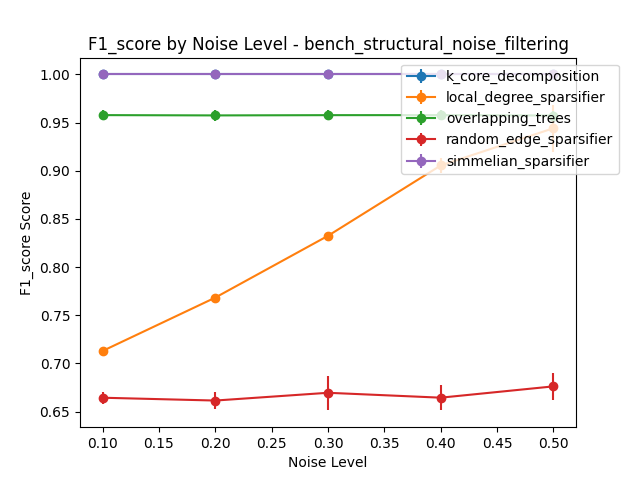 F1_score by Noise Level - bench_structural_noise_filtering
k_core_decomposition
local_degree_sparsifier
overlapping_trees
random_edge_sparsifier
simmelian_sparsifier
F1_score Score
1.00
0.95
0.90
0.85
0.80
0.75
0.70
0.65
0.10 0.15 0.20 0.25 0.30 0.35 0.40 0.45 0.50
Noise Level